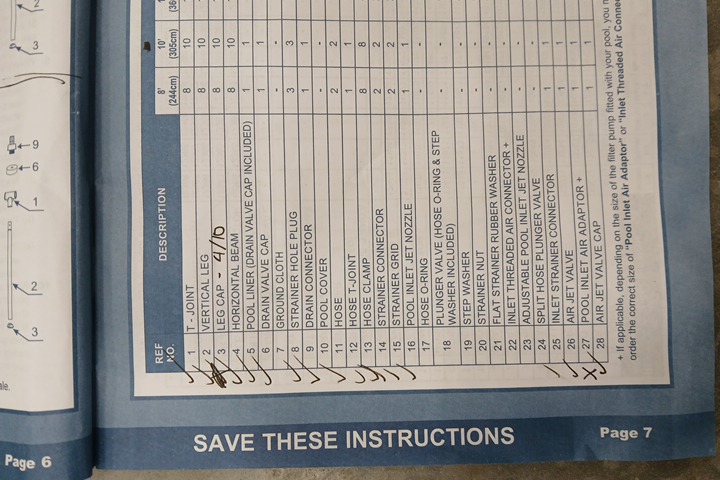 REF NO.	DESCRIPTION	8' (244cm)	10' (305cm)
1	T - JOINT	8	10
2	VERTICAL LEG	8	10
3	LEG CAP - 4/10	8	10
4	HORIZONTAL BEAM	8	10
5	POOL LINER (DRAIN VALVE CAP INCLUDED)	1	1
6	DRAIN VALVE CAP	1	1
7	GROUND CLOTH	-	-
8	STRAINER HOLE PLUG	3	3
9	DRAIN CONNECTOR	1	1
10	POOL COVER	-	-
11	HOSE	2	2
12	HOSE T-JOINT	1	1
13	HOSE CLAMP	8	8
14	STRAINER CONNECTOR	2	2
15	STRAINER GRID	2	2
16	POOL INLET JET NOZZLE	1	1
17	HOSE O-RING	-	-
18	PLUNGER VALVE (HOSE O-RING & STEP
WASHER INCLUDED)	-	-
19	STEP WASHER	-	-
20	STRAINER NUT	-	-
21	FLAT STRAINER RUBBER WASHER	-	-
22	INLET THREADED AIR CONNECTOR +	-	-
23	ADJUSTABLE POOL INLET JET NOZZLE	-	-
24	SPLIT HOSE PLUNGER VALVE	-	-
25	INLET STRAINER CONNECTOR	1	1
26	AIR JET VALVE	1	1
27	POOL INLET AIR ADAPTOR +	1	1
28	AIR JET VALVE CAP	1	1
+ If applicable, depending on the size of the filter pump fitted with your pool, you
order the correct size of "Pool Inlet Air Adaptor" or "Inlet Threaded Air
SAVE THESE INSTRUCTIONS
Page 7
2
3
9
6
1
2
3
Page 6